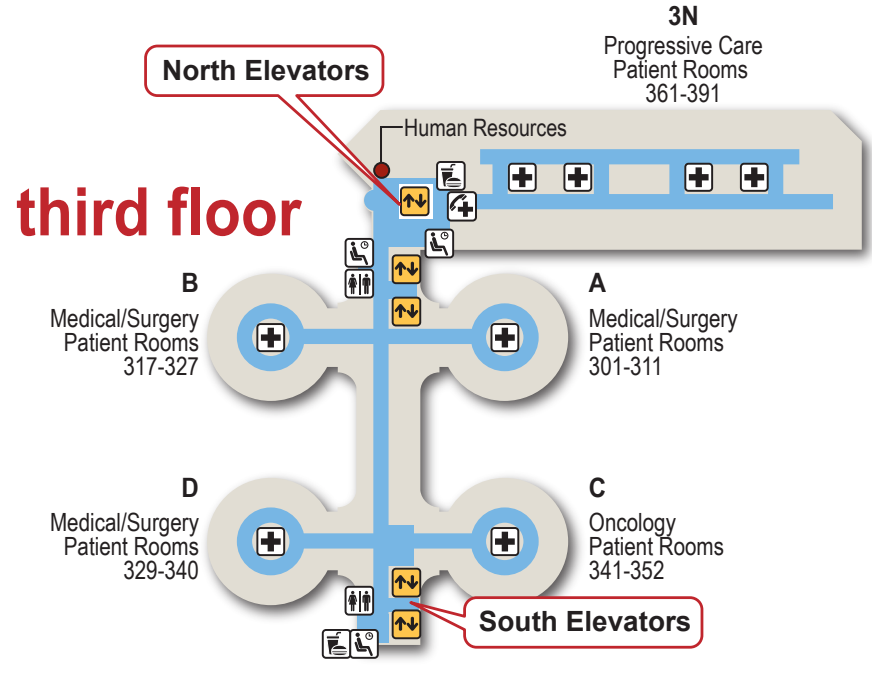 3N
Progressive Care
Patient Rooms
361-391
North Elevators
Human Resources
third floor
B
Medical/Surgery
Patient Rooms
317-327
A
Medical/Surgery
Patient Rooms
301-311
D
Medical/Surgery
Patient Rooms
329-340
C
Oncology
Patient Rooms
341-352
South Elevators